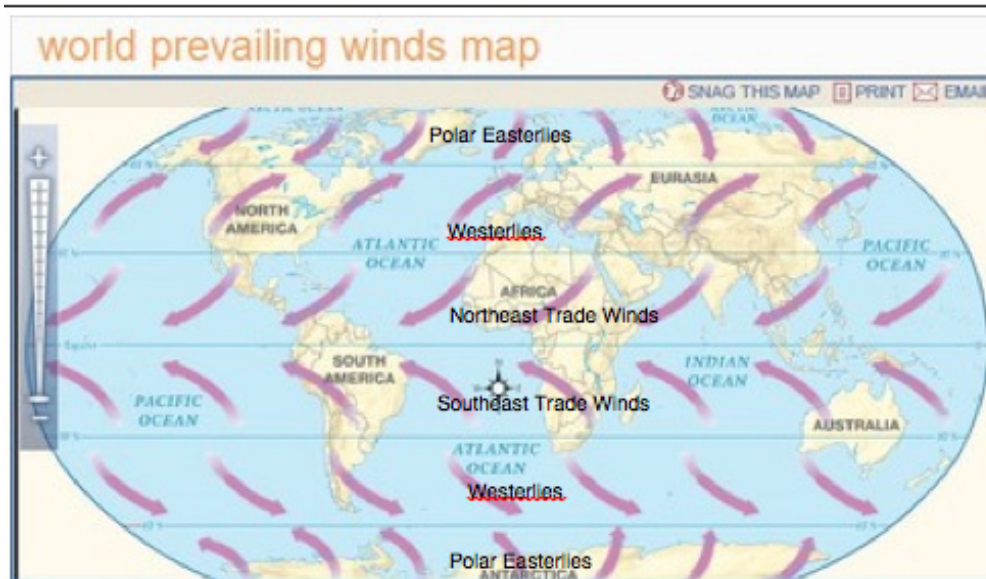 world prevailing winds map
SNAG THIS MAP PRINT EMAI
Polar Easterlies
EURASIA
NORTH
AMERICA
Westerlies
ATLANTIC
OCEAN
PACIFIC
OCEAN
AFRICA
Northeast Trade Winds
SOUTH
AMERICA
INDIAN
OCEAN
PACIFIC
OCEAN
Southeast Trade Winds
AUSTRALIA
ATLANTIC
OCEAN
Westerlies
Polar Easterlies
ANTARCTICA